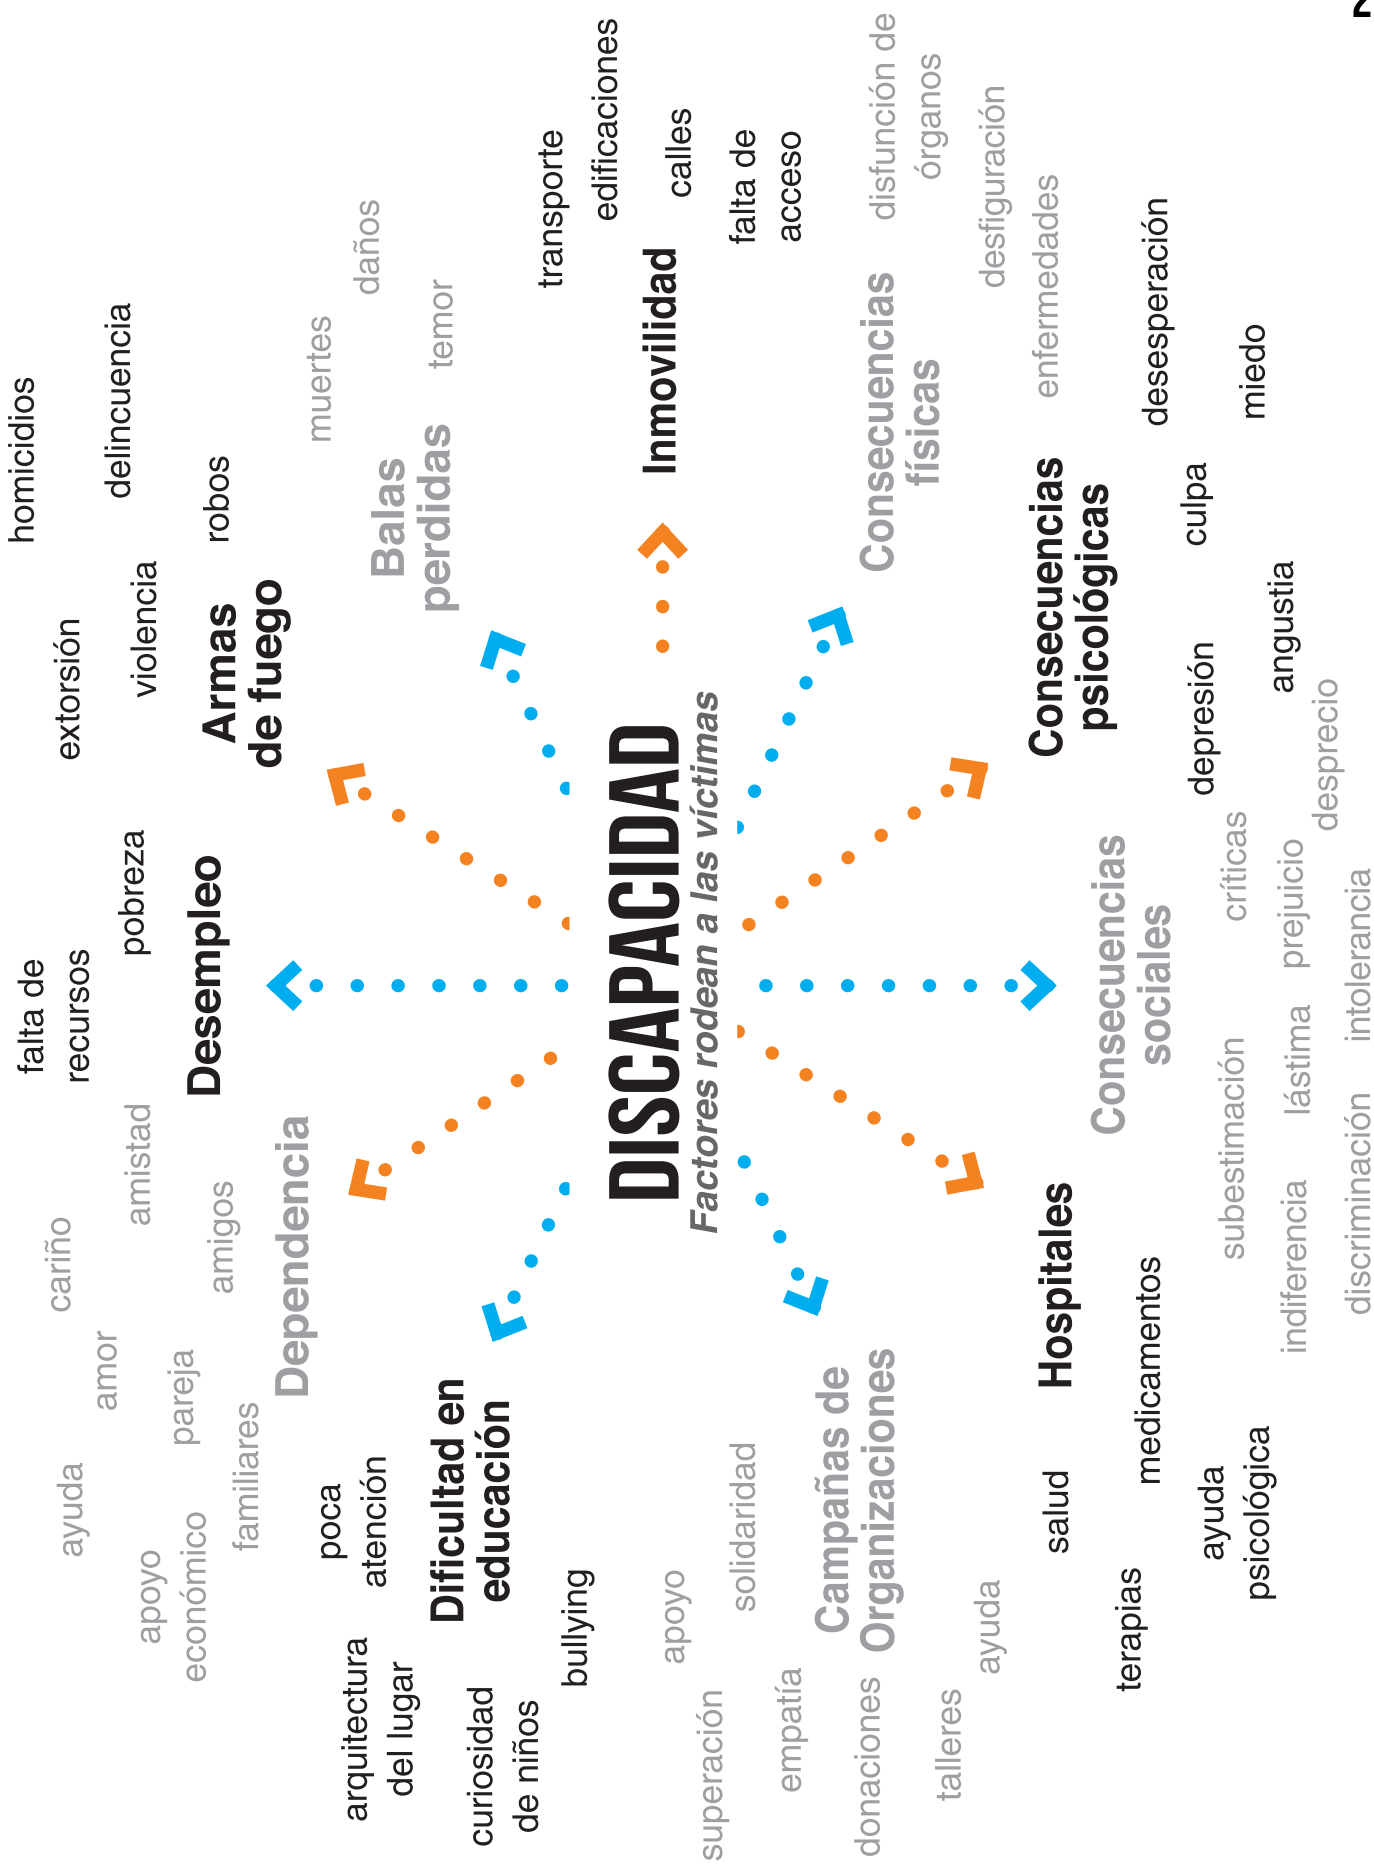 DISCAPACIDAD
Factores rodean a las víctimas
Desempleo
falta de
recursos
pobreza
Armas
de fuego
extorsión
homicidios
violencia
delincuencia
robos
Balas
perdidas
muertes
daños
temor
Inmovilidad
transporte
edificaciones
calles
falta de
acceso
Consecuencias
físicas
disfunción de
órganos
desfiguración
enfermedades
Consecuencias
psicológicas
desesperación
miedo
culpa
angustia
depresión
Consecuencias
sociales
desprecio
críticas
prejuicio
intolerancia
lástima
subestimación
discriminación
indiferencia
Hospitales
medicamentos
salud
ayuda
psicológica
terapias
Campañas de
Organizaciones
solidaridad
apoyo
superación
empatía
donaciones
talleres
ayuda
Dificultad en
educación
poca
atención
arquitectura
del lugar
curiosidad
de niños
bullying
Dependencia
familiares
apoyo
económico
ayuda
pareja
amor
cariño
amigos
amistad